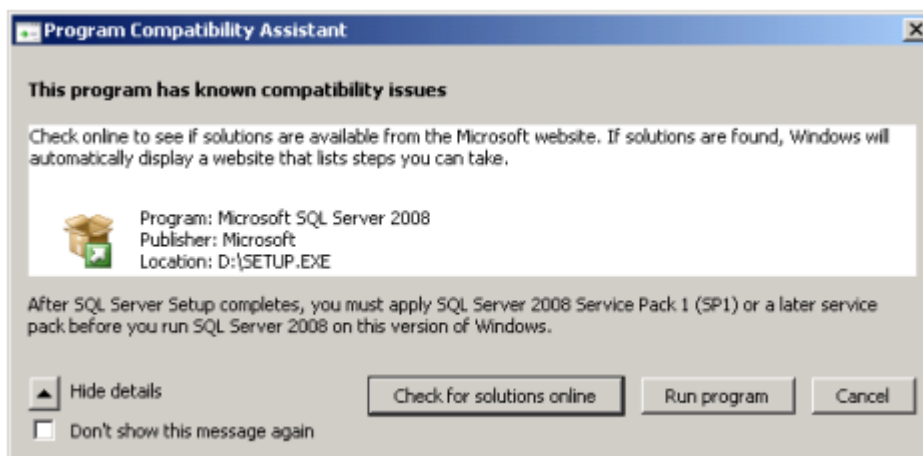 Program Compatibility Assistant
This program has known compatibility issues
Check online to see if solutions are available from the Microsoft website. If solutions are found, Windows will
automatically display a website that lists steps you can take.
Program: Microsoft SQL Server 2008
Publisher: Microsoft
Location: D:\SETUP.EXE
After SQL Server Setup completes, you must apply SQL Server 2008 Service Pack 1 (SP1) or a later service
pack before you run SQL Server 2008 on this version of Windows.
Hide details
Check for solutions online
Run program
Cancel
Don't show this message again